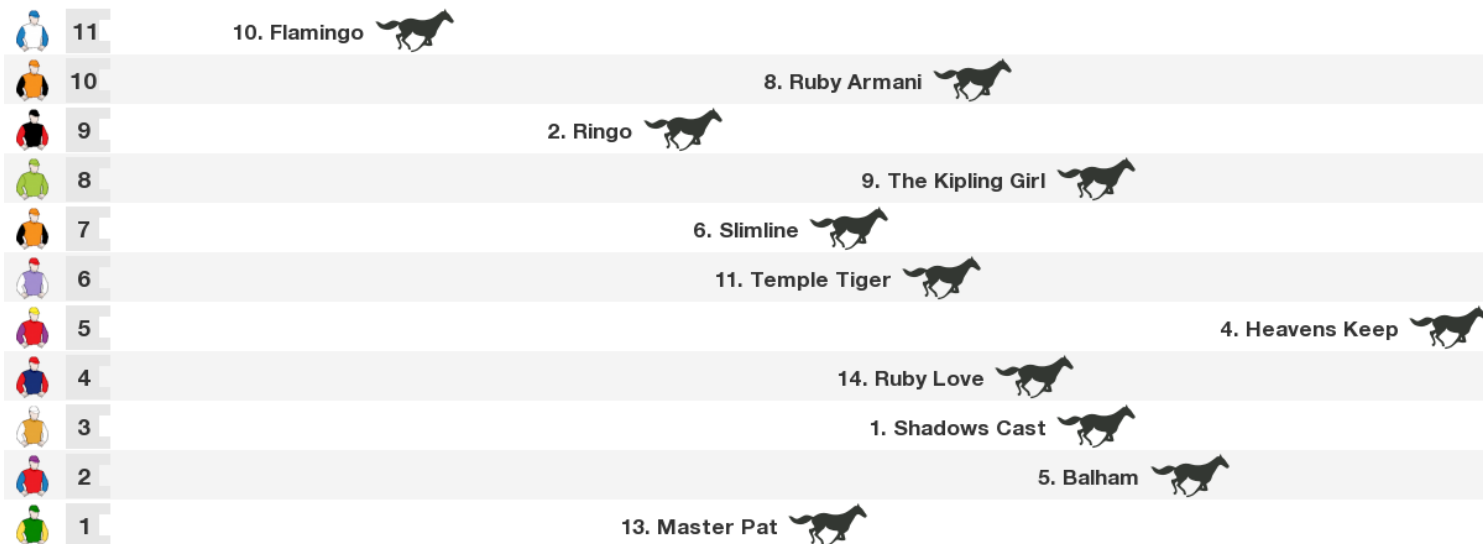 11 10. Flamingo
10 8. Ruby Armani
9 2. Ringo
8 9. The Kipling Girl
7 6. Slimline
6 11. Temple Tiger
5 4. Heavens Keep
4 14. Ruby Love
3 1. Shadows Cast
2 5. Balham
1 13. Master Pat